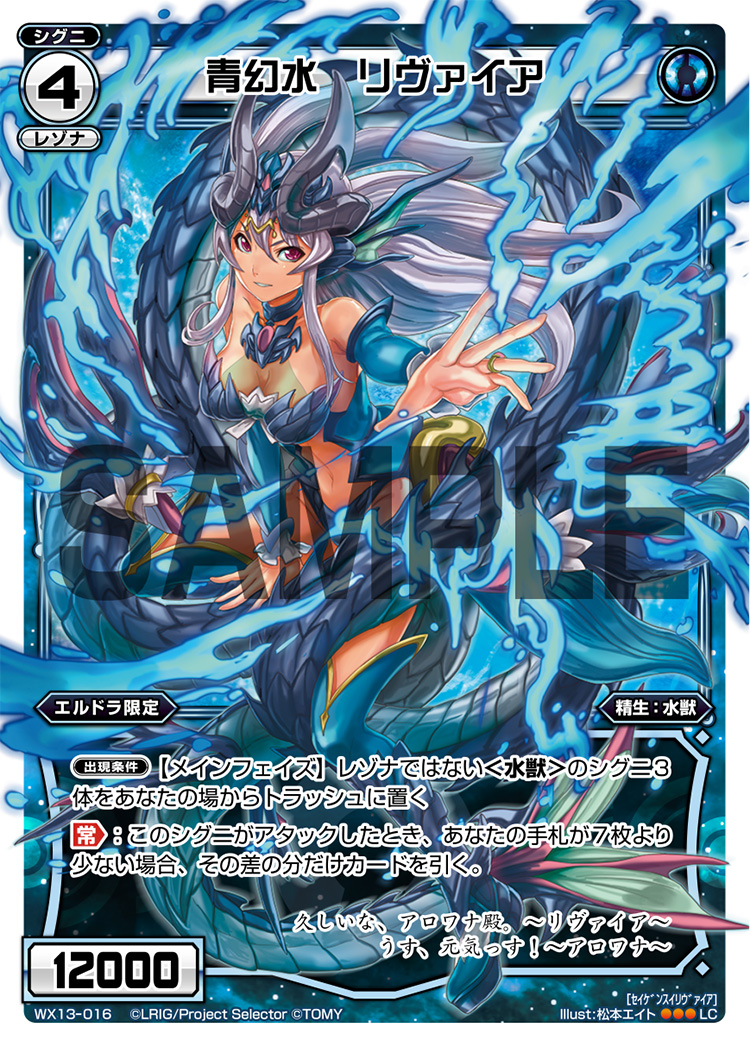 シグニ
4
レゾナ
青幻水 リヴァイア
SAMPLE
エルドラ限定
精生:水獣
出現条件 【メインフェイズ】レゾナではない<水獣>のシグニ3
体をあなたの場からトラッシュに置く
常:このシグニがアタックしたとき、あなたの手札が7枚より
少ない場合、その差の分だけカードを引く。
久しいな、アロワナ殿。~リヴァイア~
うす、元気っす!~アロワナ~
12000
[セイゲンスイリヴァイア]
WX13-016 ©LRIG/Project Selector ©TOMY
Illust:松本エイト LC